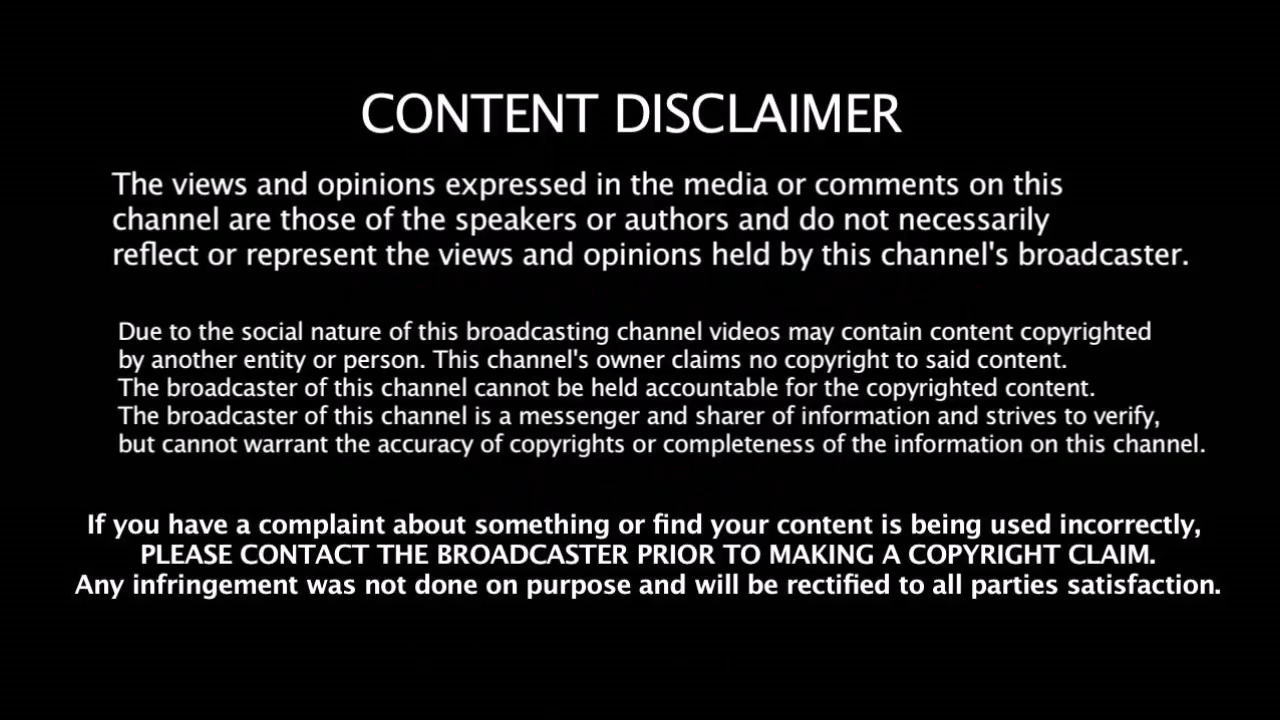 CONTENT DISCLAIMER
The views and opinions expressed in the media or comments on this
channel are those of the speakers or authors and do not necessarily
reflect or represent the views and opinions held by this channel's broadcaster.
Due to the social nature of this broadcasting channel videos may contain content copyrighted
by another entity or person. This channel's owner claims no copyright to said content.
The broadcaster of this channel cannot be held accountable for the copyrighted content.
The broadcaster of this channel is a messenger and sharer of information and strives to verify,
but cannot warrant the accuracy of copyrights or completeness of the information on this channel.
If you have a complaint about something or find your content is being used incorrectly,
PLEASE CONTACT THE BROADCASTER PRIOR TO MAKING A COPYRIGHT CLAIM.
Any infringement was not done on purpose and will be rectified to all parties satisfaction.